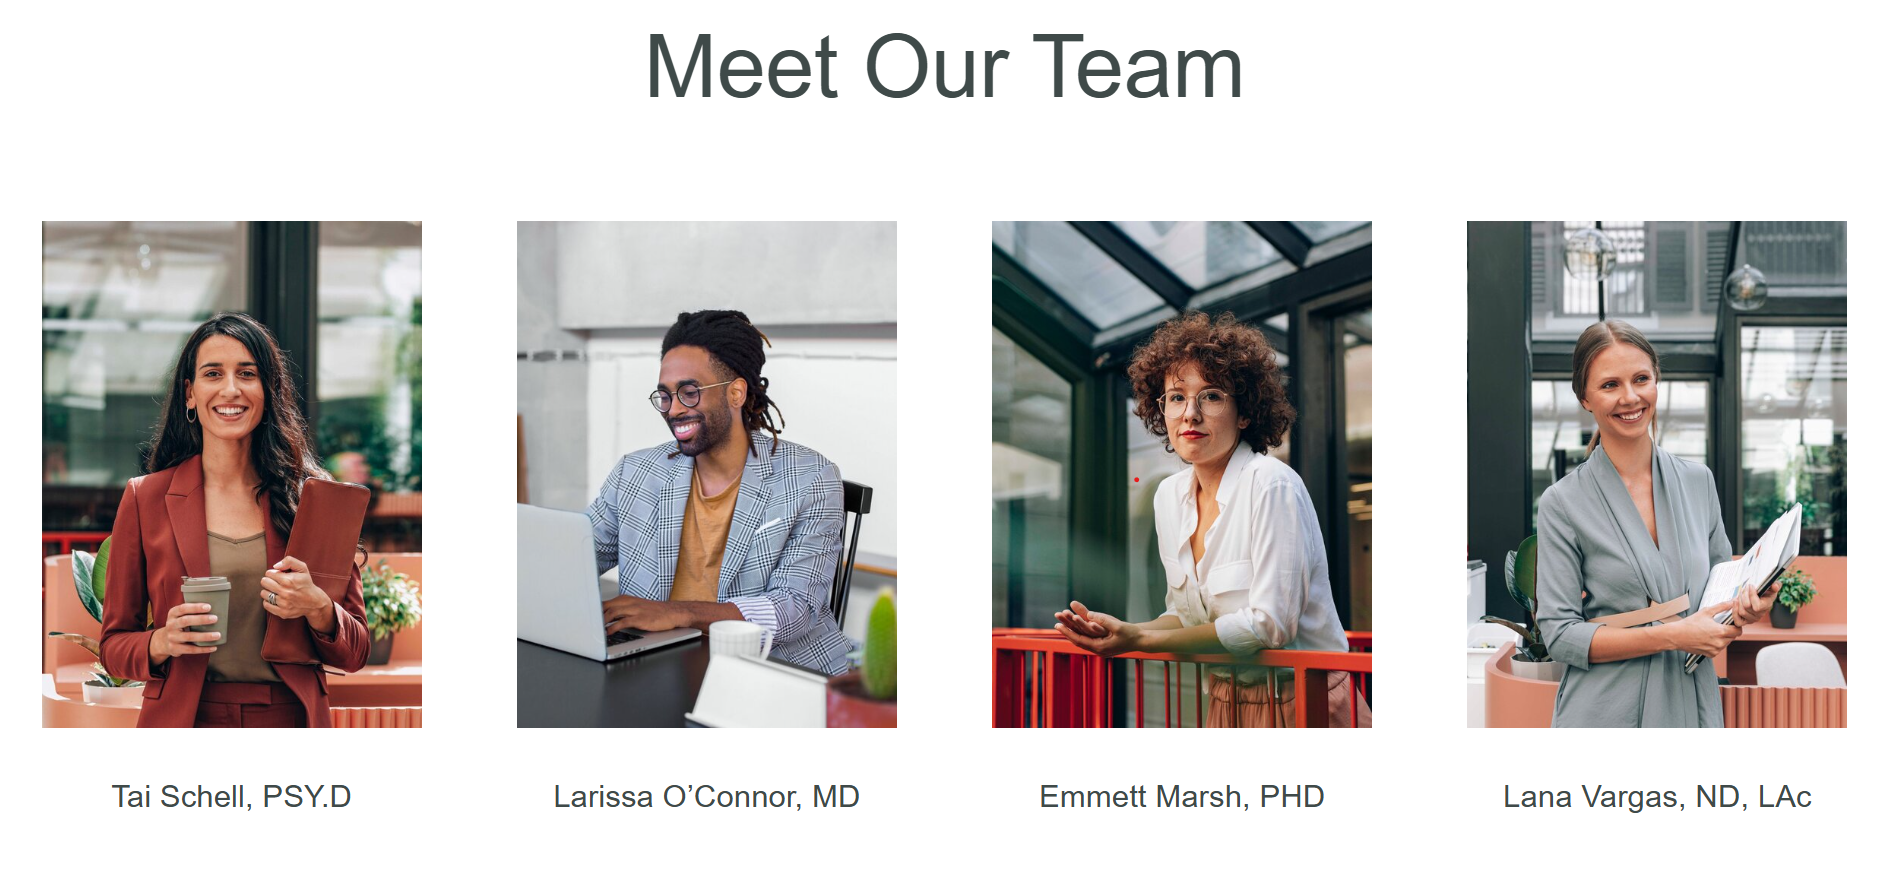 Meet Our Team
Tai Schell, PSY.D
Larissa O’Connor, MD
Emmett Marsh, PHD
Lana Vargas, ND, LAc